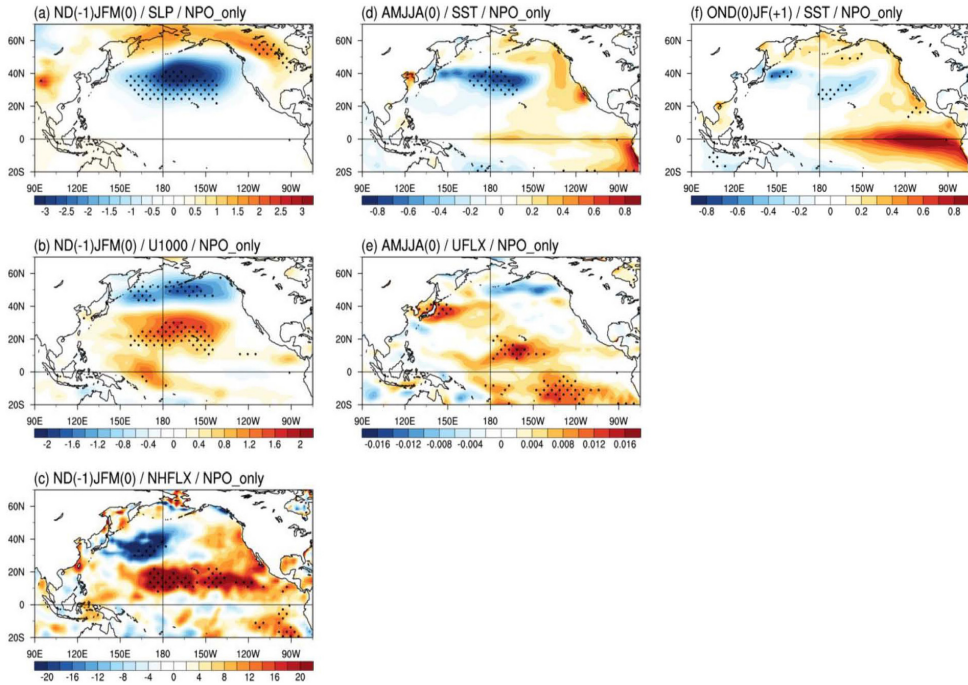 (a) ND(-1)JFM(0) / SLP / NPO_only
60N
40N
20N
0
20S
90E 120E 150E 180 150W 120W 90W
-3 -2.5 -2 -1.5 -1 -0.5 0 0.5 1 1.5 2 2.5 3
(d) AMJJA(0) / SST / NPO_only
60N
40N
20N
0
20S
90E 120E 150E 180 150W 120W 90W
-0.8 -0.6 -0.4 -0.2 0 0.2 0.4 0.6 0.8
(f) OND(0)JF(+1) / SST / NPO_only
60N
40N
20N
0
20S
90E 120E 150E 180 150W 120W 90W
-0.8 -0.6 -0.4 -0.2 0 0.2 0.4 0.6 0.8
(b) ND(-1)JFM(0) / U1000 / NPO_only
60N
40N
20N
0
20S
90E 120E 150E 180 150W 120W 90W
-2 -1.6 -1.2 -0.8 -0.4 0 0.4 0.8 1.2 1.6 2
(e) AMJJA(0) / UFLX / NPO_only
60N
40N
20N
0
20S
90E 120E 150E 180 150W 120W 90W
-0.016 -0.012 -0.008 -0.004 0 0.004 0.008 0.012 0.016
(c) ND(-1)JFM(0) / NHFLX / NPO_only
60N
40N
20N
0
20S
90E 120E 150E 180 150W 120W 90W
-20 -16 -12 -8 -4 0 4 8 12 16 20